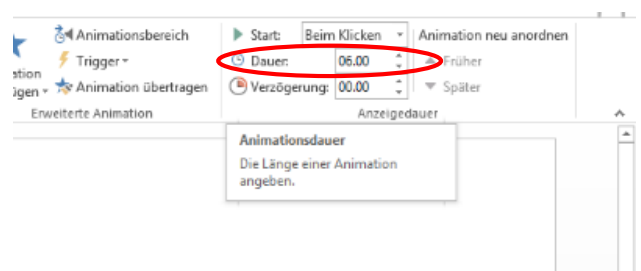 Animationsbereich
Trigger
Animation übertragen
Erweiterte Animation
Start: Beim Klicken
Dauer: 06.00
Verzögerung: 00.00
Anzeigedauer
Animation neu anordnen
Früher
Später
Animationsdauer
Die Länge einer Animation
angeben.